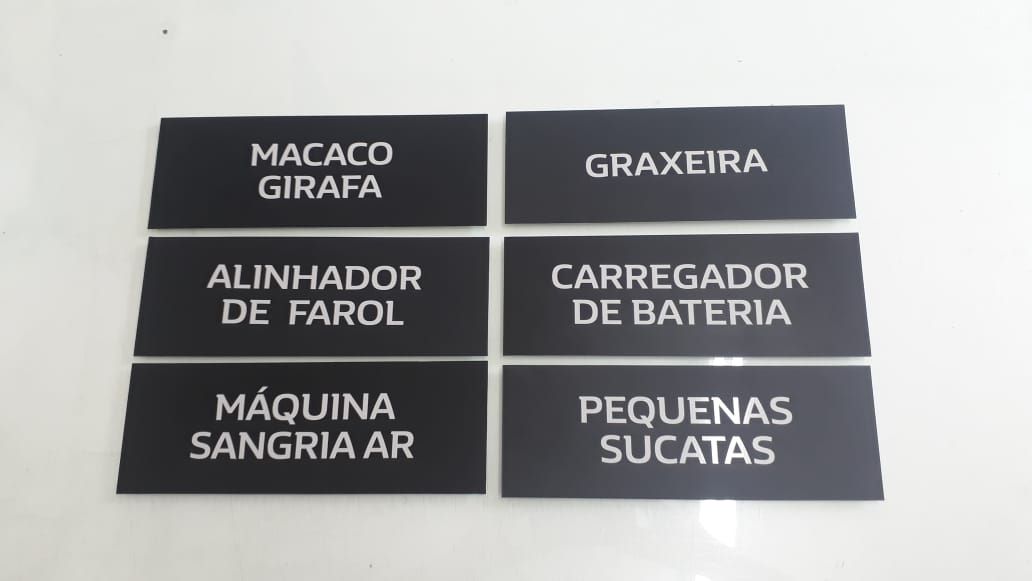 MACACO
GIRAFA
GRAXEIRA
ALINHADOR
DE FAROL
CARREGADOR
DE BATERIA
MÁQUINA
SANGRIA AR
PEQUENAS
SUCATAS